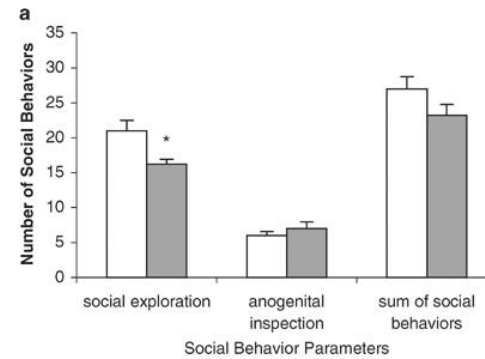 a
Number of Social Behaviors
35
30
25
20
15
10
5
0
*
social exploration
anogenital
inspection
sum of social
behaviors
Social Behavior Parameters